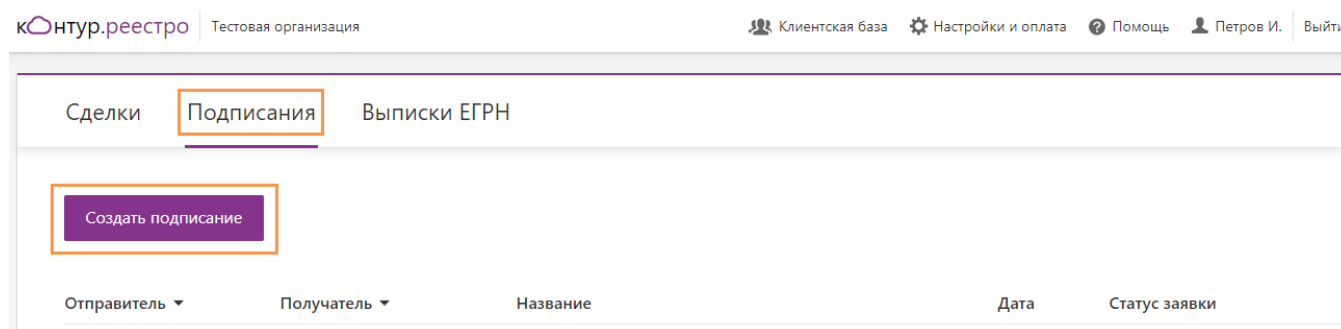 контур.реестро Тестовая организация Клиентская база Настройки и оплата Помощь Петров И. Выйти
Сделки Подписания Выписки ЕГРН
Создать подписание
Отправитель Получатель Название Дата Статус заявки